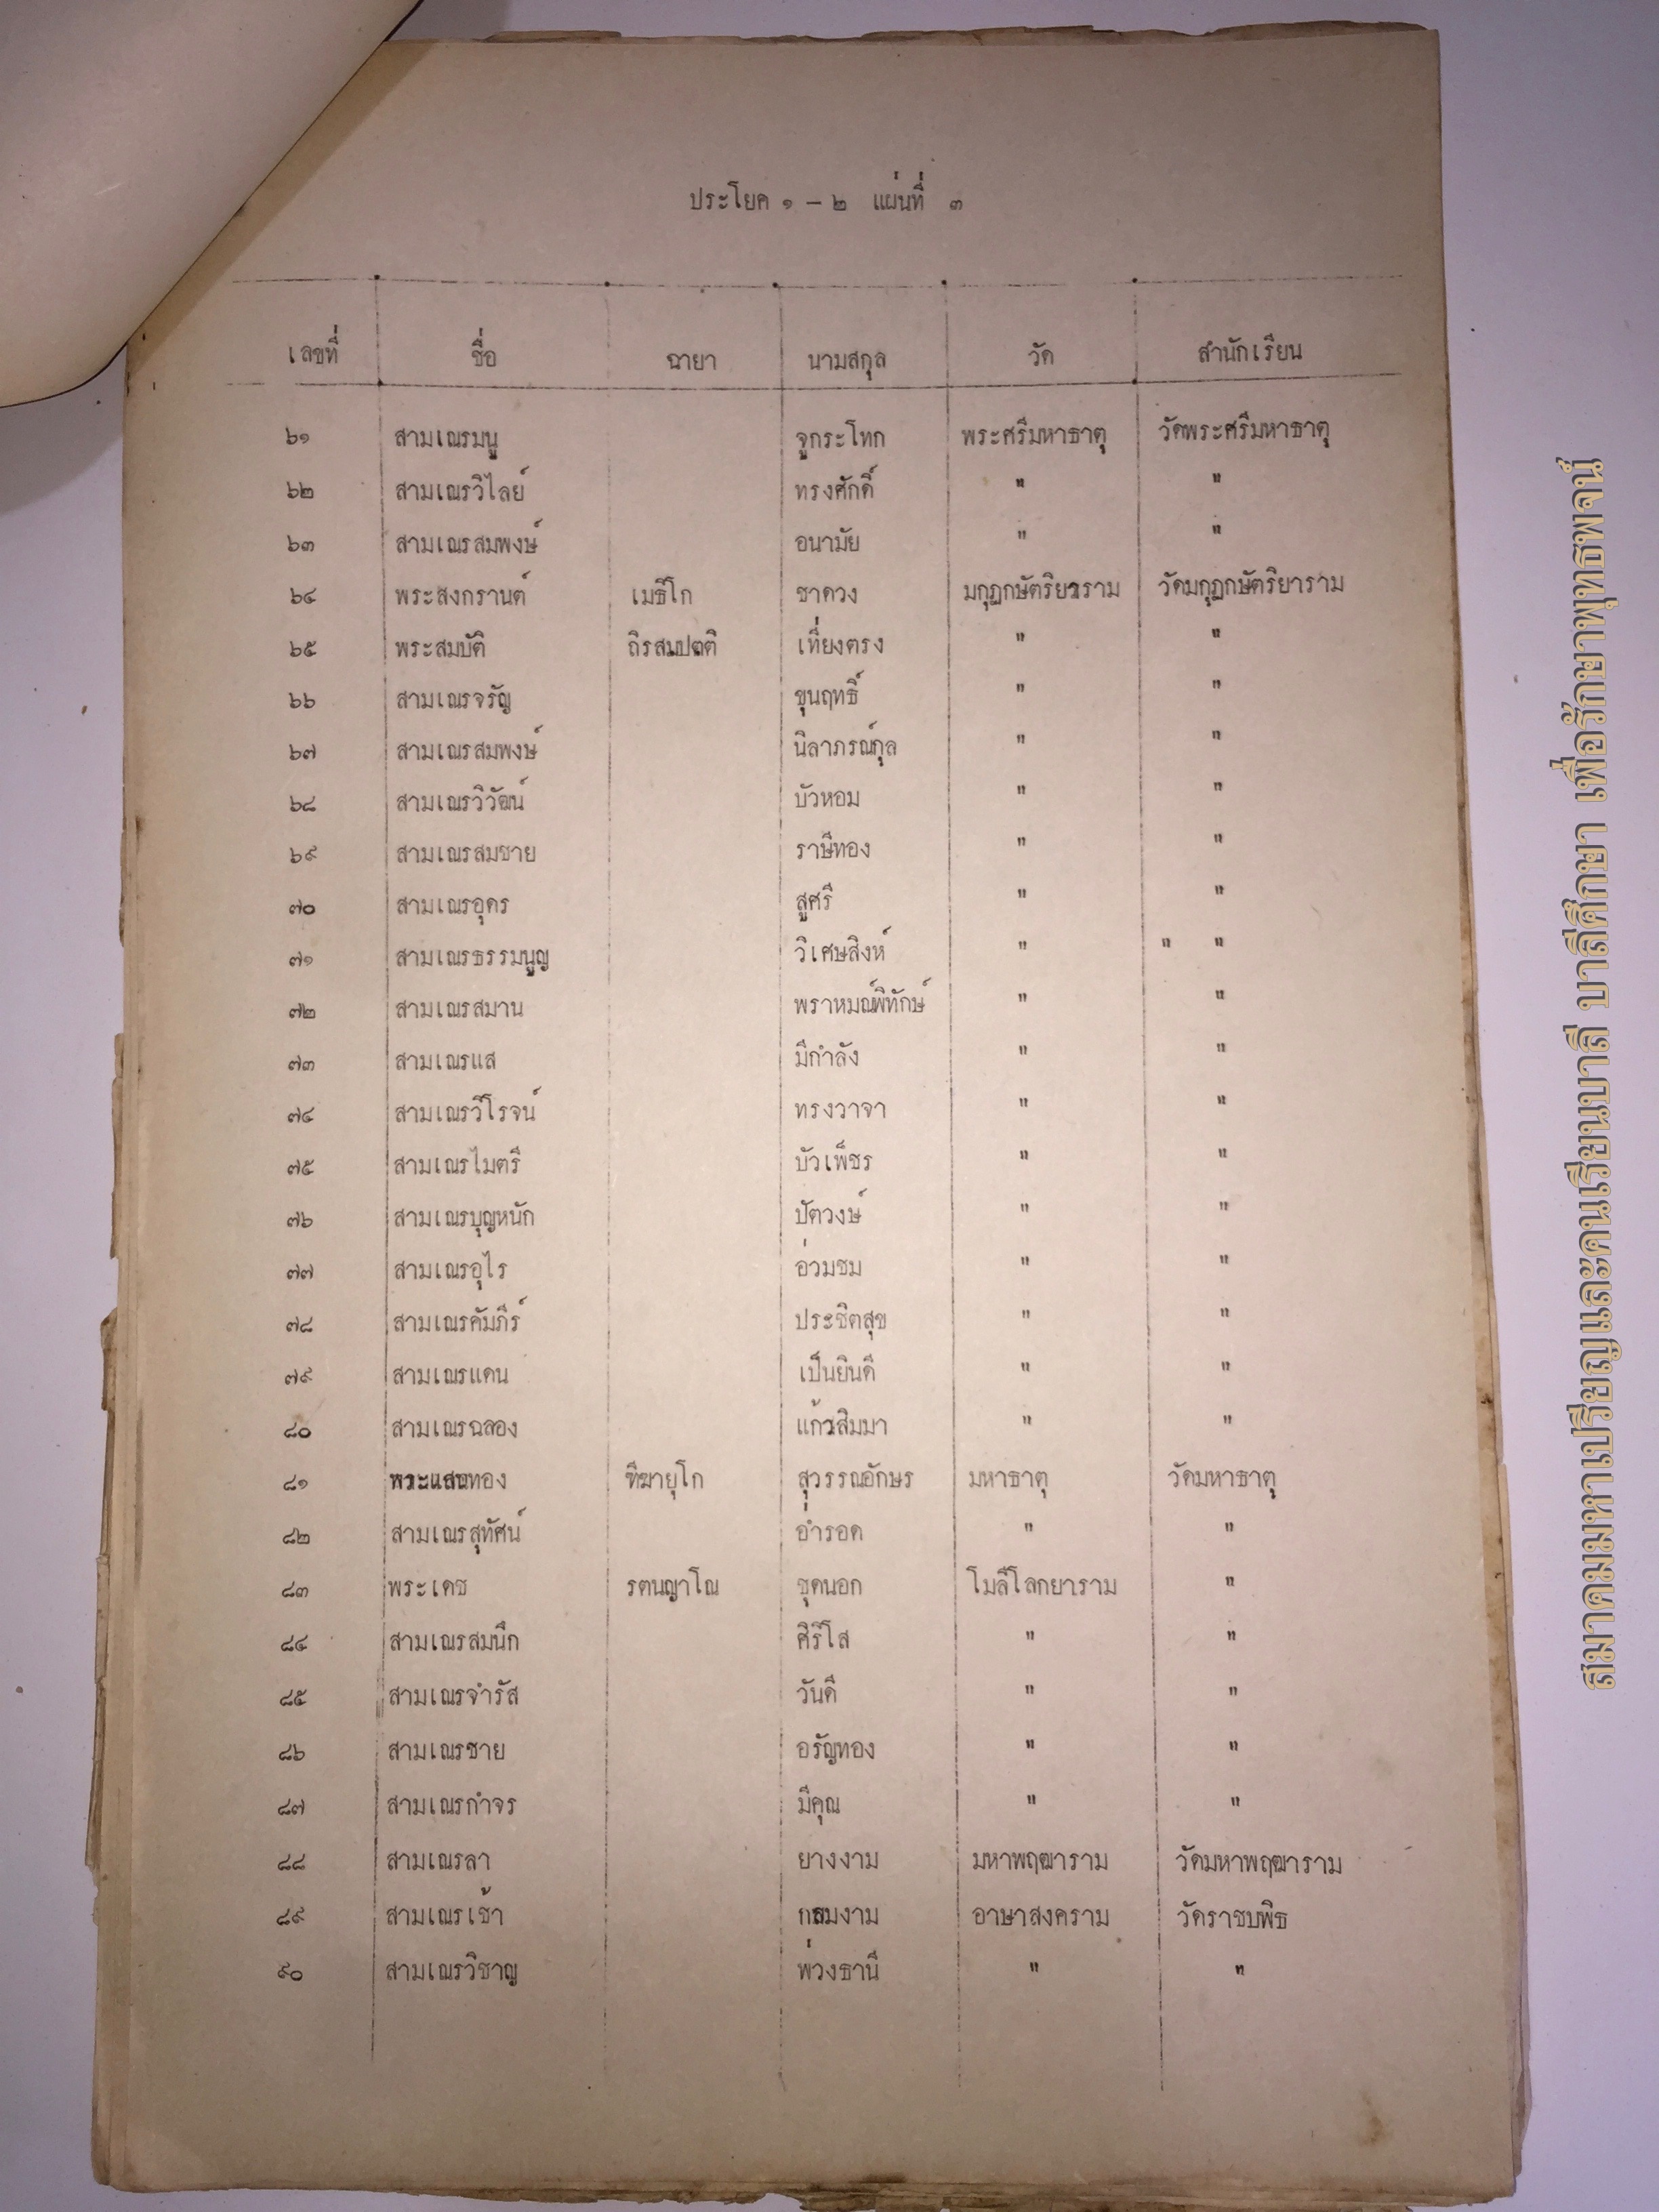 ประโยค ๑ – ๒ แผ่นที่ ๓
เลขที่ ชื่อ ฉายา นามสกุล วัด สำนักเรียน
๖๑ สามเณรมนู จูกระโทก พระศรีมหาธาตุ วัดพระศรีมหาธาตุ
๖๒ สามเณรวิไลย์ ทรงศักดิ์ " "
๖๓ สามเณรสมพงษ์ อนามัย " "
๖๔ พระสงกรานต์ เมธิโก ชาดวง มกุฏกษัตริยาราม วัดมกุฏกษัตริยาราม
๖๕ พระสมบัติ ถิรสมปตติ เที่ยงตรง " "
๖๖ สามเณรจรัญ ขุนฤทธิ์ " "
๖๗ สามเณรสมพงษ์ นิลาภรณ์กุล " "
๖๘ สามเณรวิวัฒน์ บัวหอม " "
๖๙ สามเณรสมชาย ราษีทอง " "
๗๐ สามเณรอุดร สูศรี " "
๗๑ สามเณรธรรมนูญ วิเศษสิงห์ " " "
๗๒ สามเณรสมาน พราหมณ์พิทักษ์ " "
๗๓ สามเณรแส มีกำลัง " "
๗๔ สามเณรวิโรจน์ ทรงวาจา " "
๗๕ สามเณรไมตรี บัวเพ็ชร " "
๗๖ สามเณรบุญหนัก ปัตวงษ์ " "
๗๗ สามเณรอุไร อ่วมชม " "
๗๘ สามเณรคัมภีร์ ประชิตสุข " "
๗๙ สามเณรแดน เป็นยินดี " "
๘๐ สามเณรฉลอง แก้วสิมมา " "
๘๑ พระแสนทอง ทีฆายุโก สุวรรณอักษร มหาธาตุ วัดมหาธาตุ
๘๒ สามเณรสุทัศน์ อ่ำรอด " "
๘๓ พระเดช รตนญาโณ ชุดนอก โมลีโลกยาราม "
๘๔ สามเณรสมนึก ศิริโส " "
๘๕ สามเณรจำรัส วันดี " "
๘๖ สามเณรชาย อรัญทอง " "
๘๗ สามเณรกำจร มีคุณ " "
๘๘ สามเณรลา ยางงาม มหาพฤฒาราม วัดมหาพฤฒาราม
๘๙ สามเณรเช้า กลมงาม อาษาสงคราม วัดราชบพิธ
๙๐ สามเณรวิชาญ พ่วงธานี " "
สมาคมมหาเปรียญและคนเรียนบาลี บาลีศึกษา เพื่อรักษาพุทธพจน์